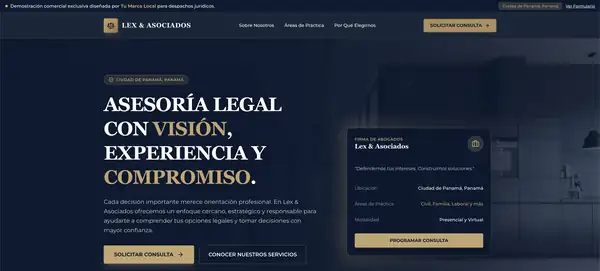 Demostración comercial exclusiva diseñada por Tu Marca Local para despachos jurídicos.
Ciudad de Panamá, Panamá
Ver Formulario
LEX & ASOCIADOS
Sobre Nosotros
Áreas de Práctica
Por Qué Elegirnos
SOLICITAR CONSULTA →
CIUDAD DE PANAMÁ, PANAMÁ
ASESORÍA LEGAL
CON VISIÓN,
EXPERIENCIA Y
COMPROMISO.
Cada decisión importante merece orientación profesional. En Lex &
Asociados ofrecemos un enfoque cercano, estratégico y responsable para
ayudarte a comprender tus opciones legales y tomar decisiones con
mayor confianza.
SOLICITAR CONSULTA →
CONOCER NUESTROS SERVICIOS
FIRMA DE ABOGADOS
Lex & Asociados
"Defendemos tus intereses. Construimos soluciones."
Ubicación
Ciudad de Panamá, Panamá
Áreas de Práctica
Civil, Familia, Laboral y más
Modalidad
Presencial y Virtual
PROGRAMAR CONSULTA